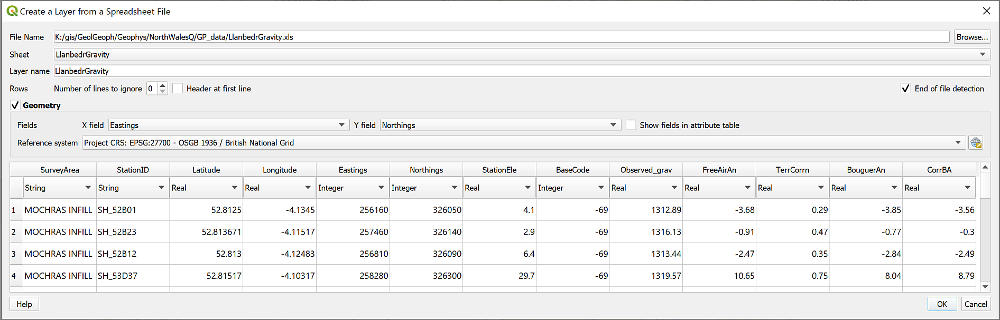 Create a Layer from a Spreadsheet File
File Name K:/gis/GeolGeoph/Geophys/NorthWalesQ/GP_data/LlanbedrGravity.xls Browse...
Sheet LlanbedrGravity
Layer name LlanbedrGravity
Rows Number of lines to ignore 0 Header at first line End of file detection
Geometry
Fields X field Eastings Y field Northings Show fields in attribute table
Reference system Project CRS: EPSG:27700 - OSGB 1936 / British National Grid
SurveyArea StationID Latitude Longitude Eastings Northings StationEle BaseCode Observed_grav FreeAirAn TerrCorrn BouguerAn CorrBA
String String Real Real Integer Integer Real Integer Real Real Real Real Real
1 MOCHRAS INFILL SH_52B01 52.8125 -4.1345 256160 326050 4.1 -69 1312.89 -3.68 0.29 -3.85 -3.56
2 MOCHRAS INFILL SH_52B23 52.813671 -4.11517 257460 326140 2.9 -69 1316.13 -0.91 0.47 -0.77 -0.3
3 MOCHRAS INFILL SH_52B12 52.813 -4.12483 256810 326090 6.4 -69 1313.44 -2.47 0.35 -2.84 -2.49
4 MOCHRAS INFILL SH_53D37 52.81517 -4.10317 258280 326300 29.7 -69 1319.57 10.65 0.75 8.04 8.79
Help OK Cancel